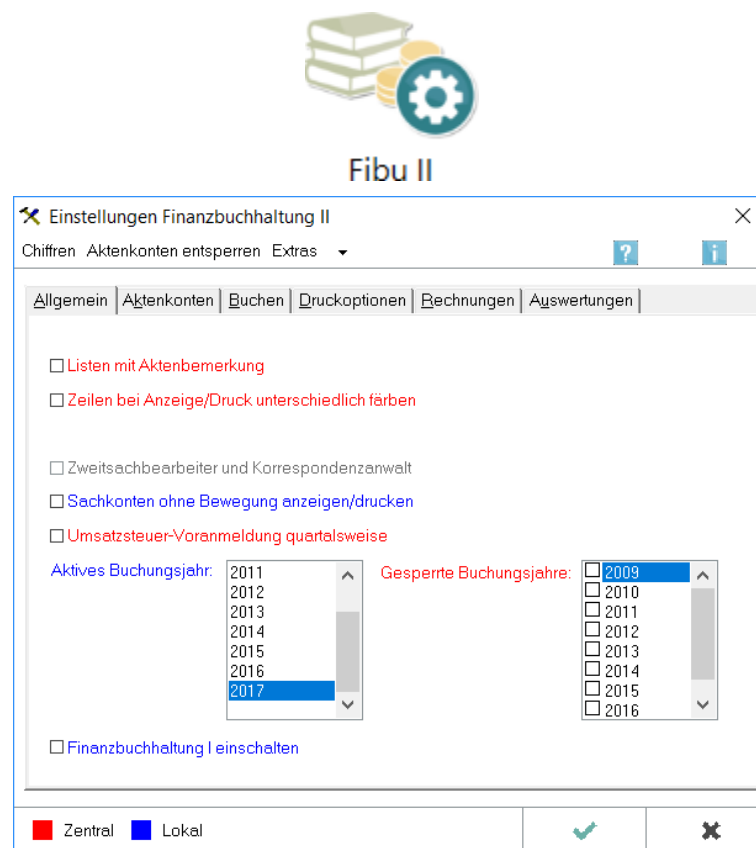 Fibu II
Einstellungen Finanzbuchhaltung II
Chiffren Aktenkonten entsperren Extras
? i
Allgemein Aktenkonten Buchen Druckoptionen Rechnungen Auswertungen
Listen mit Aktenbemerkung
Zeilen bei Anzeige/Druck unterschiedlich färben
Zweitsachbearbeiter und Korrespondenzanwalt
Sachkonten ohne Bewegung anzeigen/drucken
Umsatzsteuer-Voranmeldung quartalsweise
Aktives Buchungsjahr:
2011
2012
2013
2014
2015
2016
2017
Gesperrte Buchungsjahre:
2009
2010
2011
2012
2013
2014
2015
2016
Finanzbuchhaltung I einschalten
Zentral Lokal